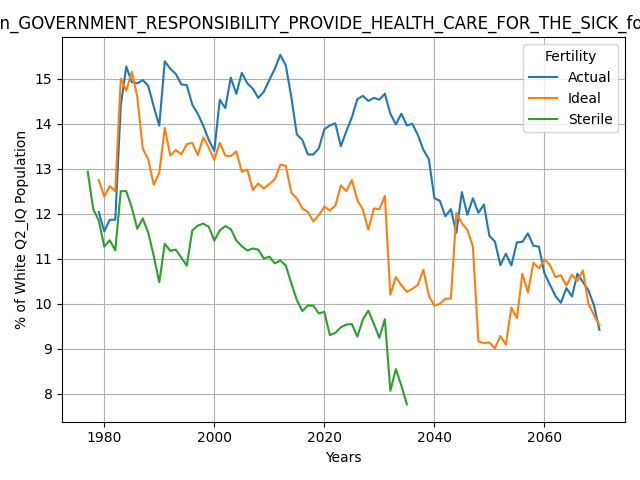 n_GOVERNMENT_RESPONSIBILITY_PROVIDE_HEALTH_CARE_FOR_THE_SICK_fo
Fertility
Actual
Ideal
Sterile
% of White Q2_IQ Population
15
14
13
12
11
10
9
8
1980 2000 2020 2040 2060
Years